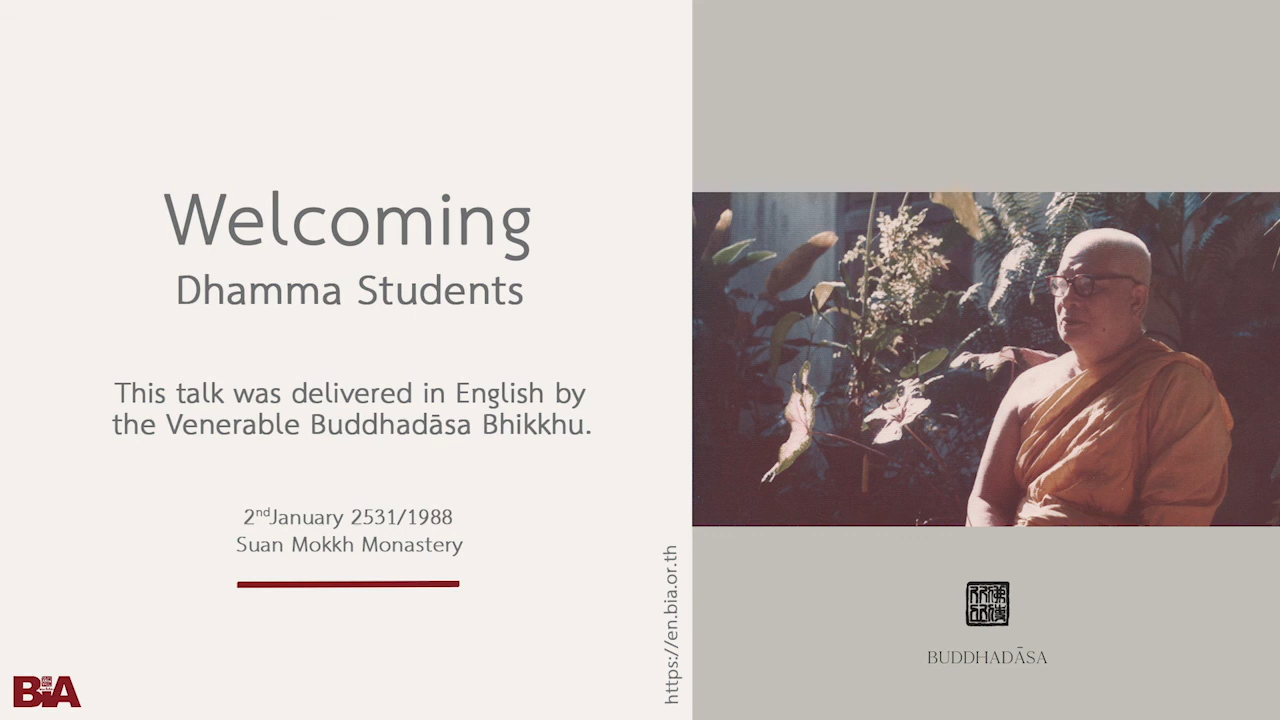 Welcoming
Dhamma Students
This talk was delivered in English by
the Venerable Buddhadāsa Bhikkhu.
2ndJanuary 2531/1988
Suan Mokkh Monastery
https://en.bia.or.th
BIA
BUDDHADĀSA